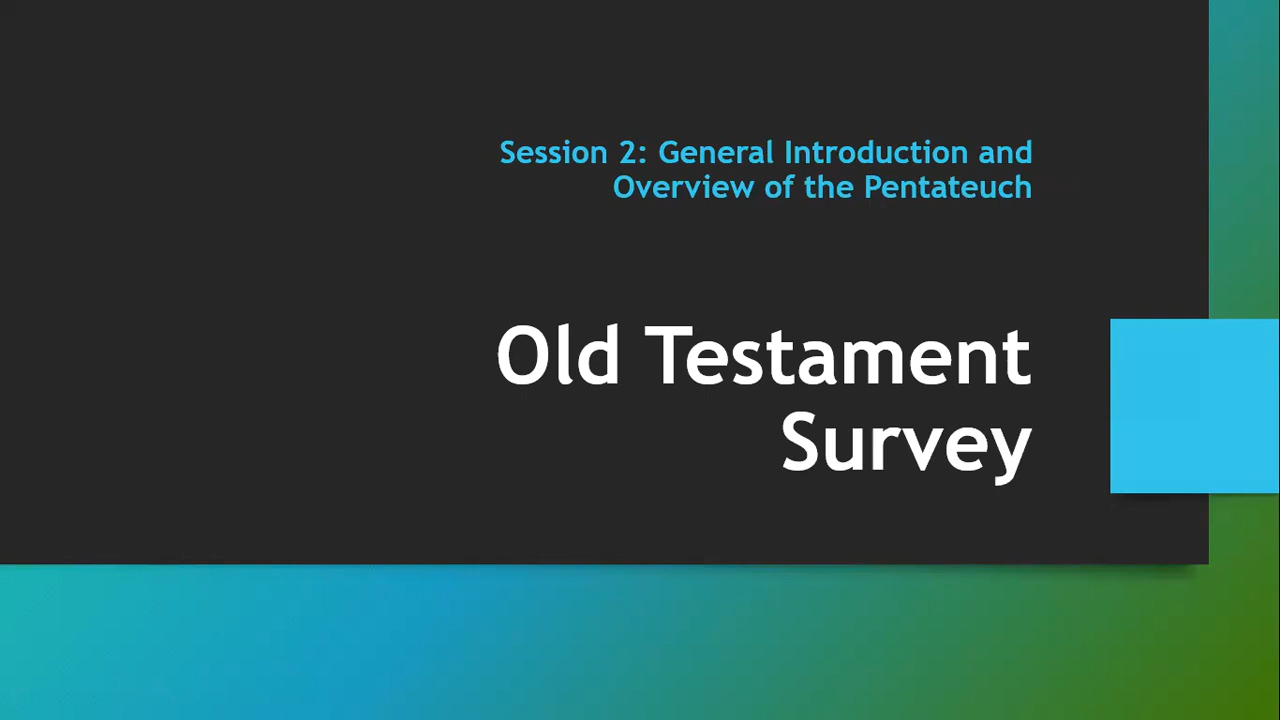 Session 2: General Introduction and
Overview of the Pentateuch
Old Testament
Survey